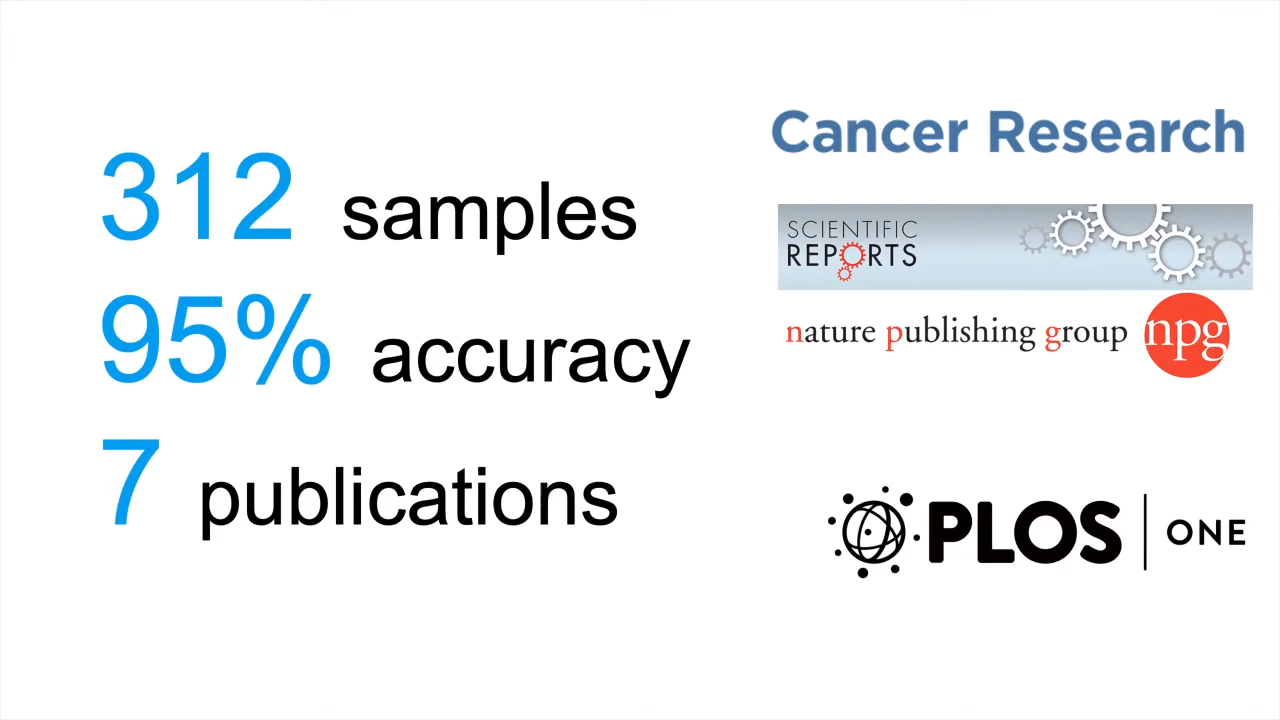 312 samples
95% accuracy
7 publications
Cancer Research
SCIENTIFIC
REPORTS
nature publishing group npg
PLOS ONE